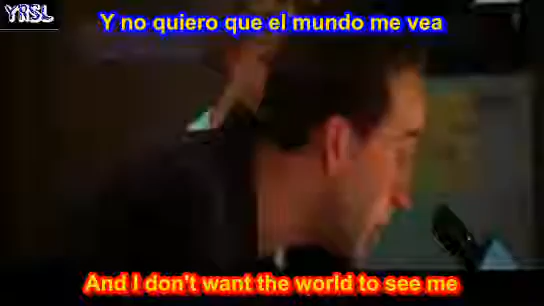 YRSL
Y no quiero que el mundo me vea
And I don't want the world to see me